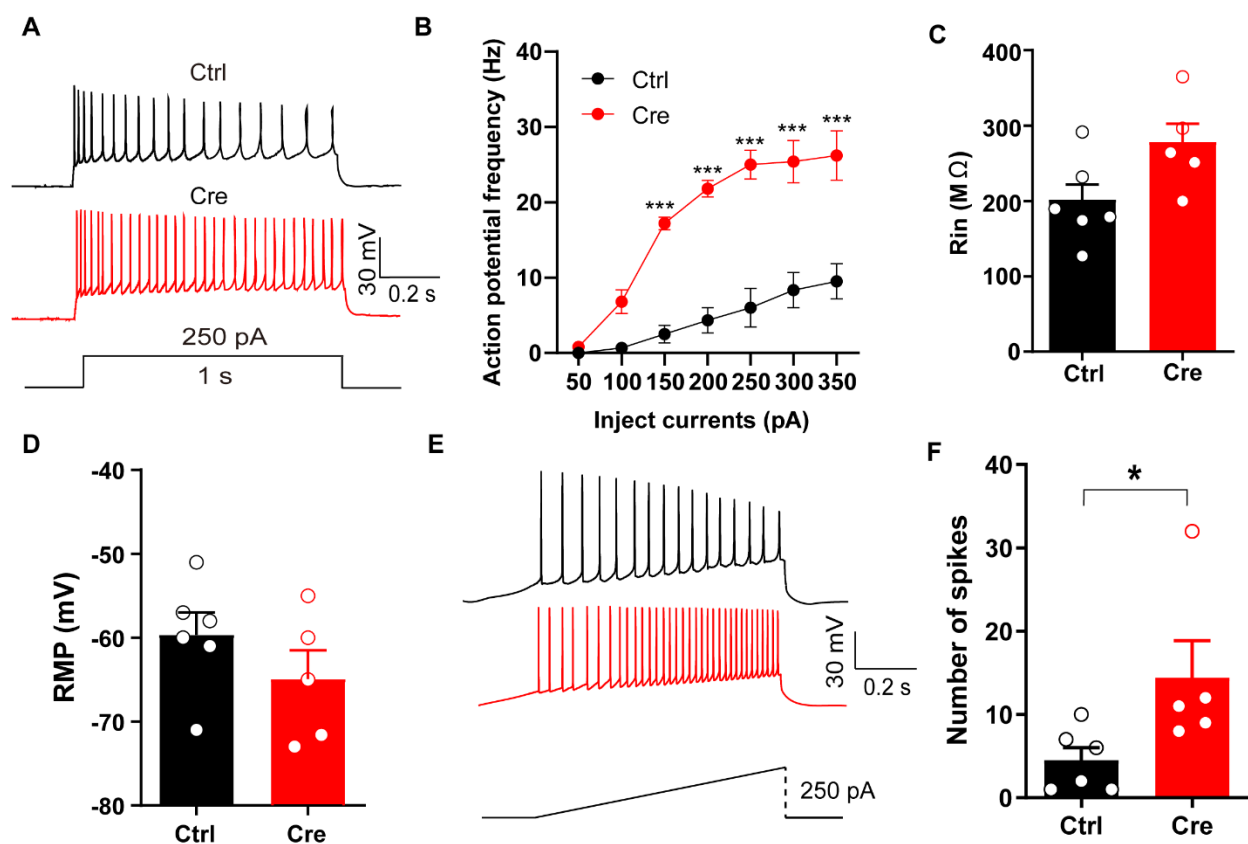 A
Ctrl
Cre
30 mV
0.2 s
250 pA
1 s
B
Action potential frequency (Hz)
40
30
20
10
0
Ctrl
Cre
***
***
***
***
***
50 100 150 200 250 300 350
Inject currents (pA)
C
Rin (M Ω)
400
300
200
100
0
Ctrl Cre
D
RMP (mV)
-40
-50
-60
-70
-80
Ctrl Cre
E
30 mV
0.2 s
250 pA
F
Number of spikes
40
30
20
10
0
*
Ctrl Cre